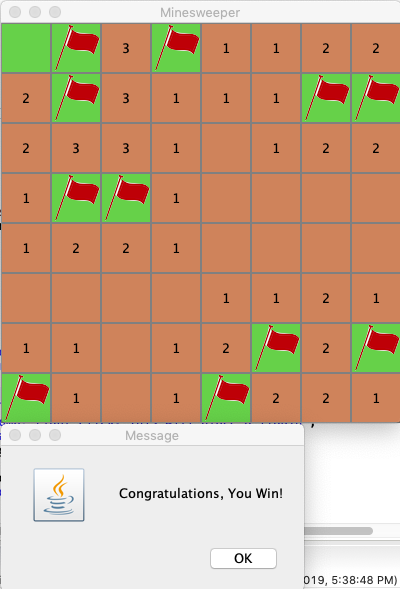 Minesweeper
3 1 1 2 2
2 3 1 1 1
2 3 3 1 1 2 2
1 1
1 2 2 1
1 1 2 1
1 1 1 2 2
1 1 2 2 1
Message
Congratulations, You Win!
OK
019, 5:38:48 PM)